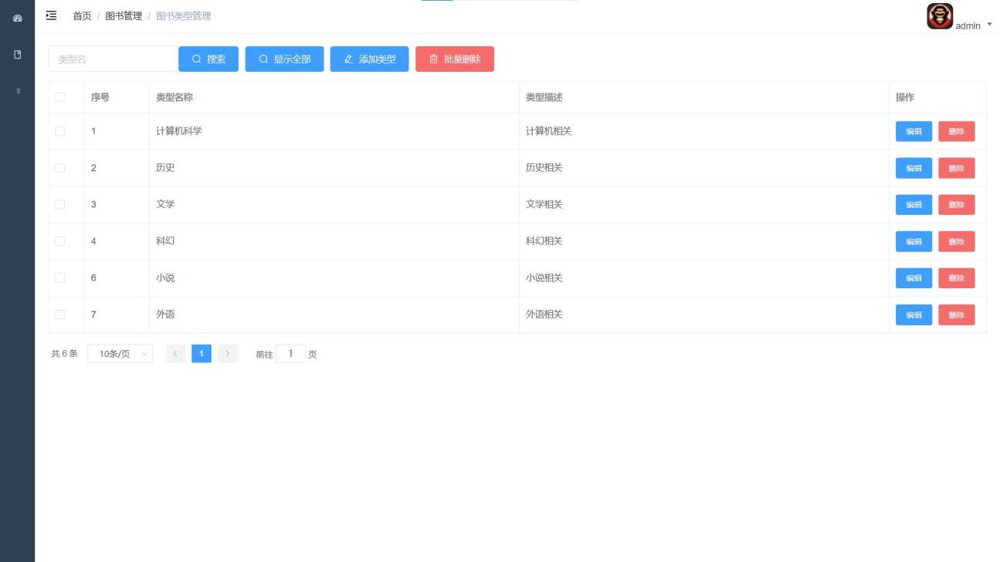 首页 / 图书管理 / 图书类型管理
admin
类型名 搜索 显示全部 添加类型 批量删除
序号 类型名称 类型描述 操作
1 计算机科学 计算机相关 编辑 删除
2 历史 历史相关 编辑 删除
3 文学 文学相关 编辑 删除
4 科幻 科幻相关 编辑 删除
6 小说 小说相关 编辑 删除
7 外语 外语相关 编辑 删除
共 6 条 10条/页 1 前往 1 页